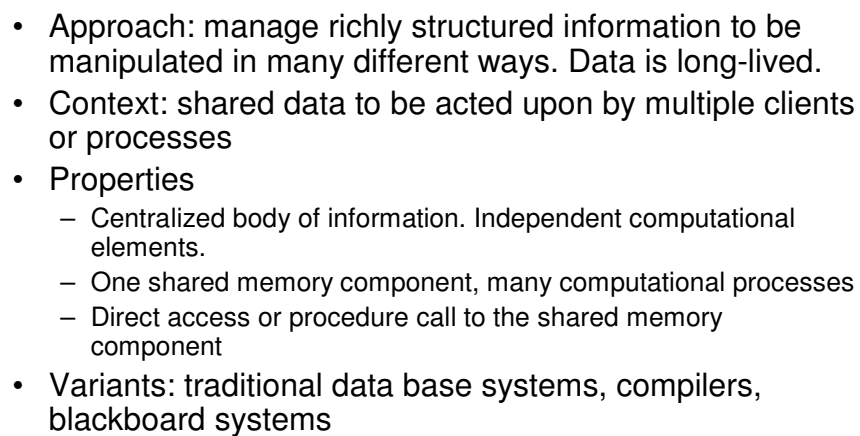 • Approach: manage richly structured information to be
manipulated in many different ways. Data is long-lived.
• Context: shared data to be acted upon by multiple clients
or processes
• Properties
– Centralized body of information. Independent computational
elements.
– One shared memory component, many computational processes
– Direct access or procedure call to the shared memory
component
• Variants: traditional data base systems, compilers,
blackboard systems